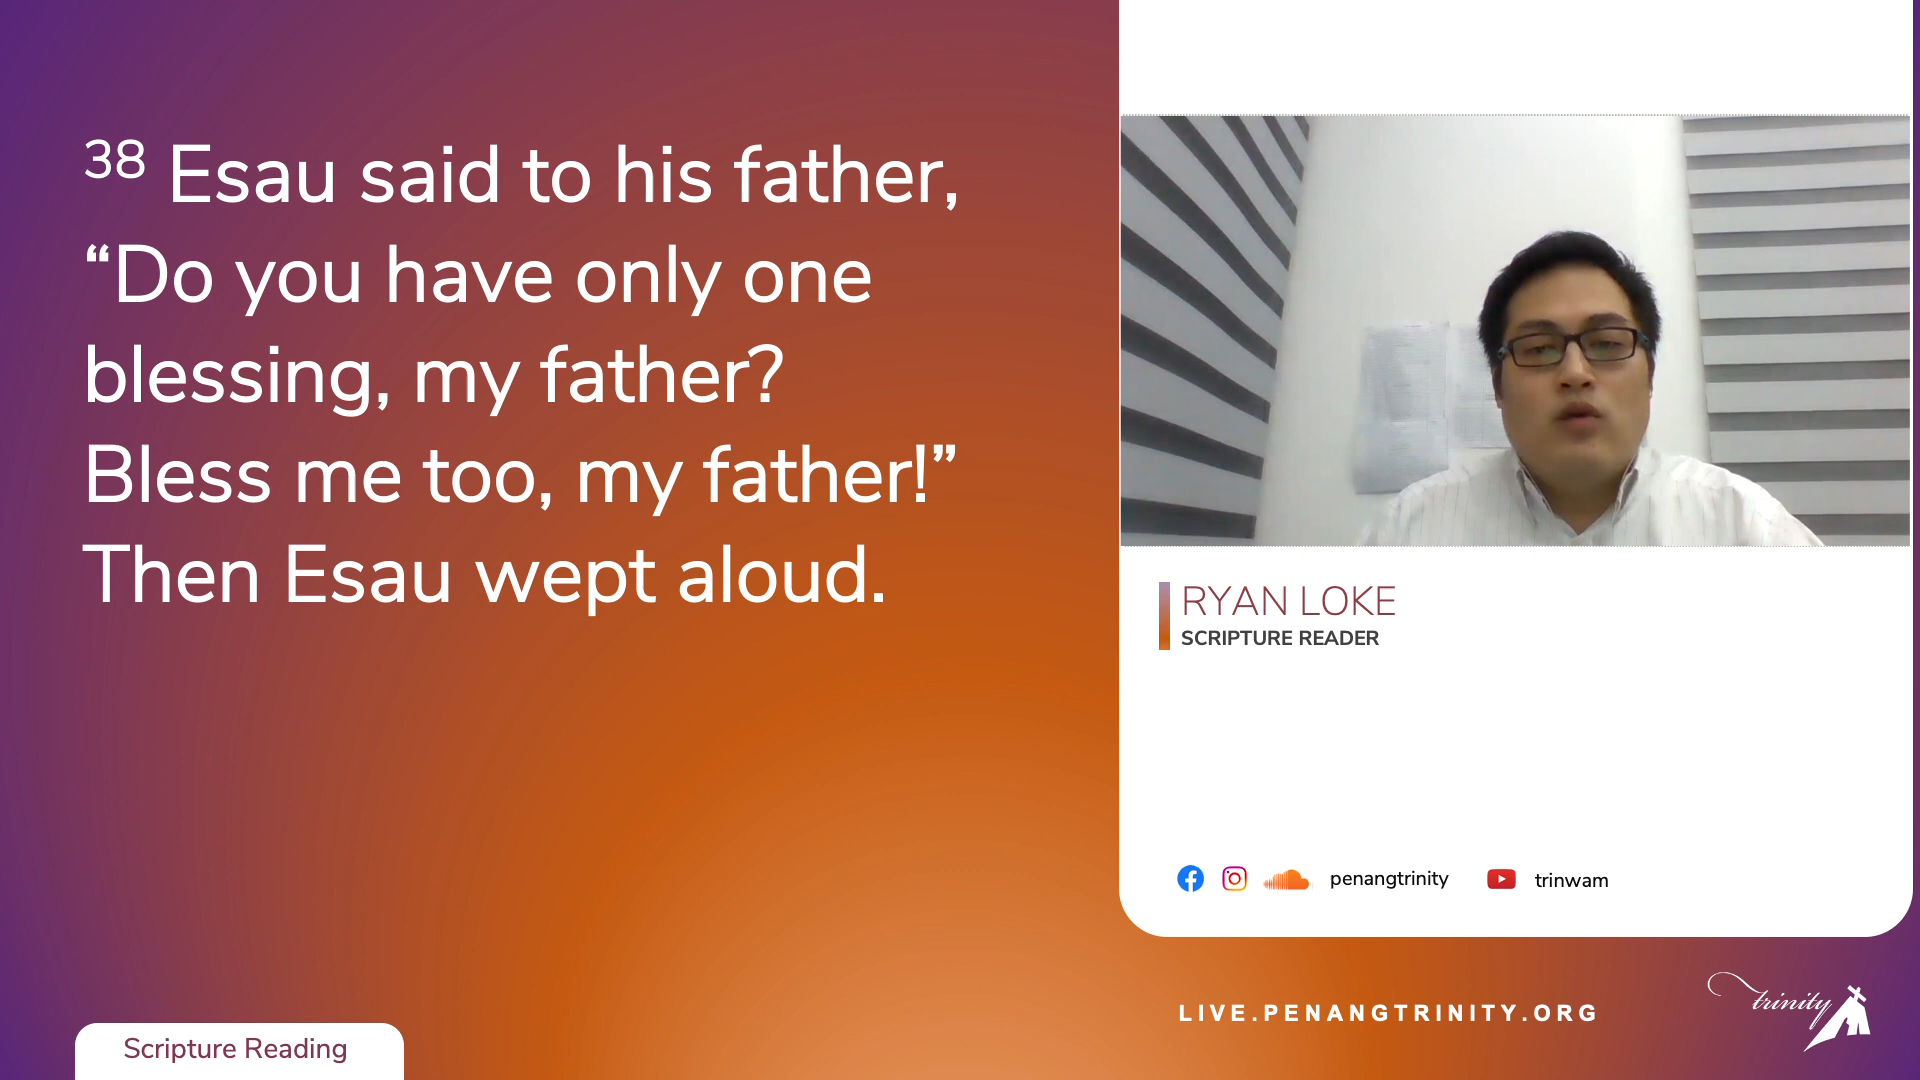 38 Esau said to his father,
“Do you have only one
blessing, my father?
Bless me too, my father!”
Then Esau wept aloud.
RYAN LOKE
SCRIPTURE READER
penangtrinity
trinwam
LIVE.PENANGTRINITY.ORG
trinity
Scripture Reading